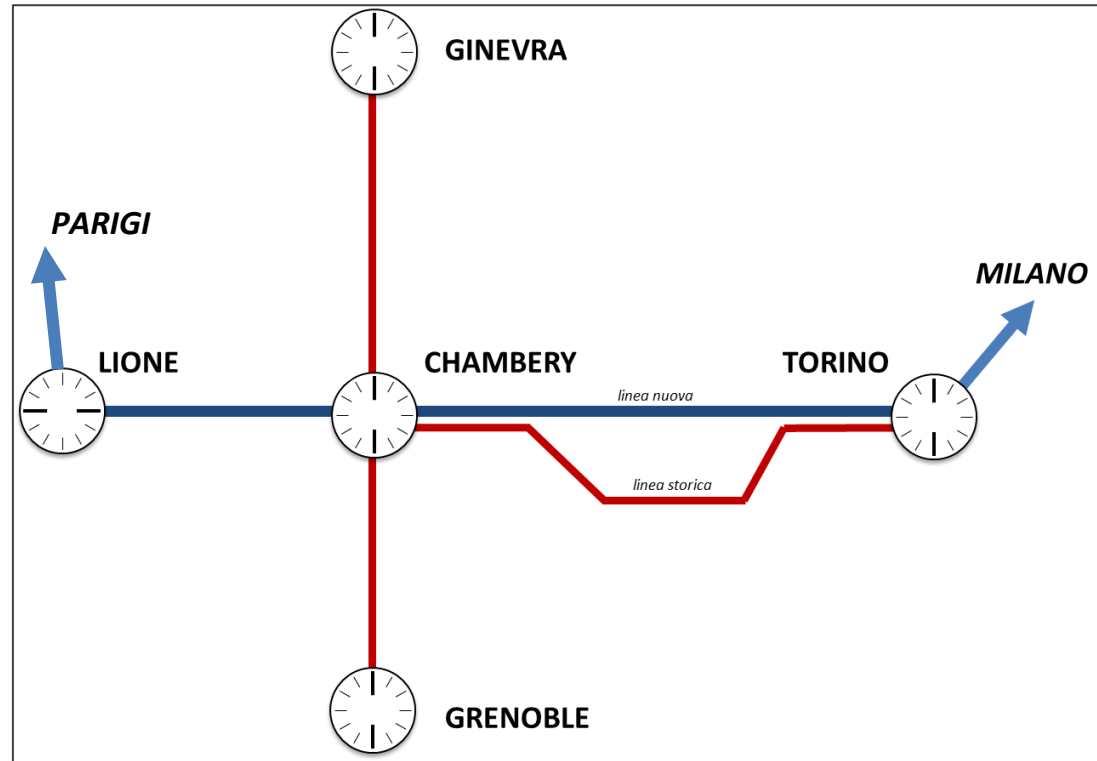 GINEVRA
PARIGI
MILANO
LIONE
CHAMBERY
TORINO
linea nuova
linea storica
GRENOBLE